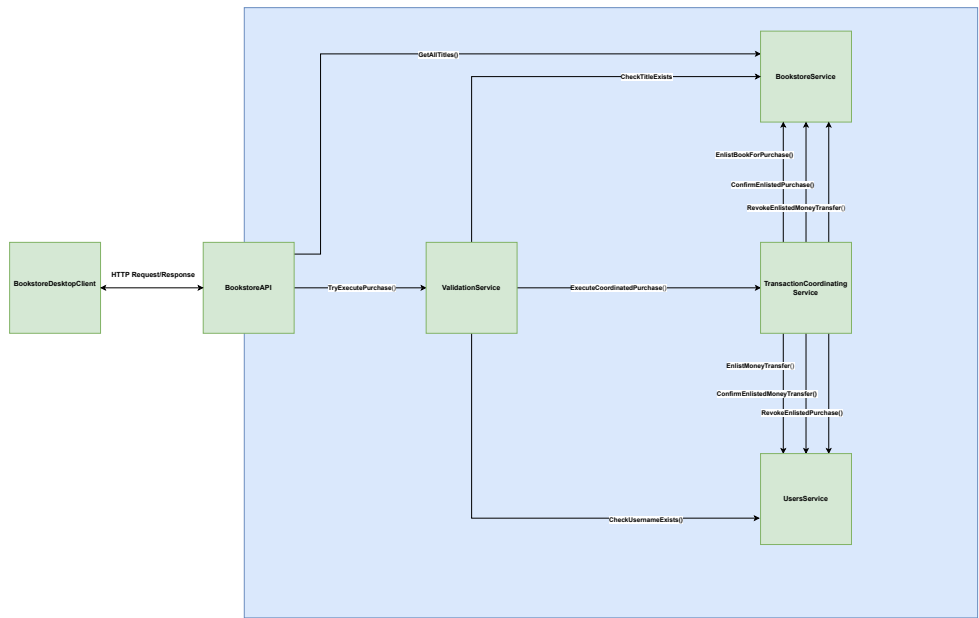 GetAllTitles()
CheckTitleExists
BookstoreService
EnlistBookForPurchase()
ConfirmEnlistedPurchase()
RevokeEnlistedMoneyTransfer()
BookstoreDesktopClient
HTTP Request/Response
BookstoreAPI
TryExecutePurchase()
ValidationService
ExecuteCoordinatedPurchase()
TransactionCoordinating
Service
EnlistMoneyTransfer()
ConfirmEnlistedMoneyTransfer()
RevokeEnlistedPurchase()
UsersService
CheckUsernameExists()